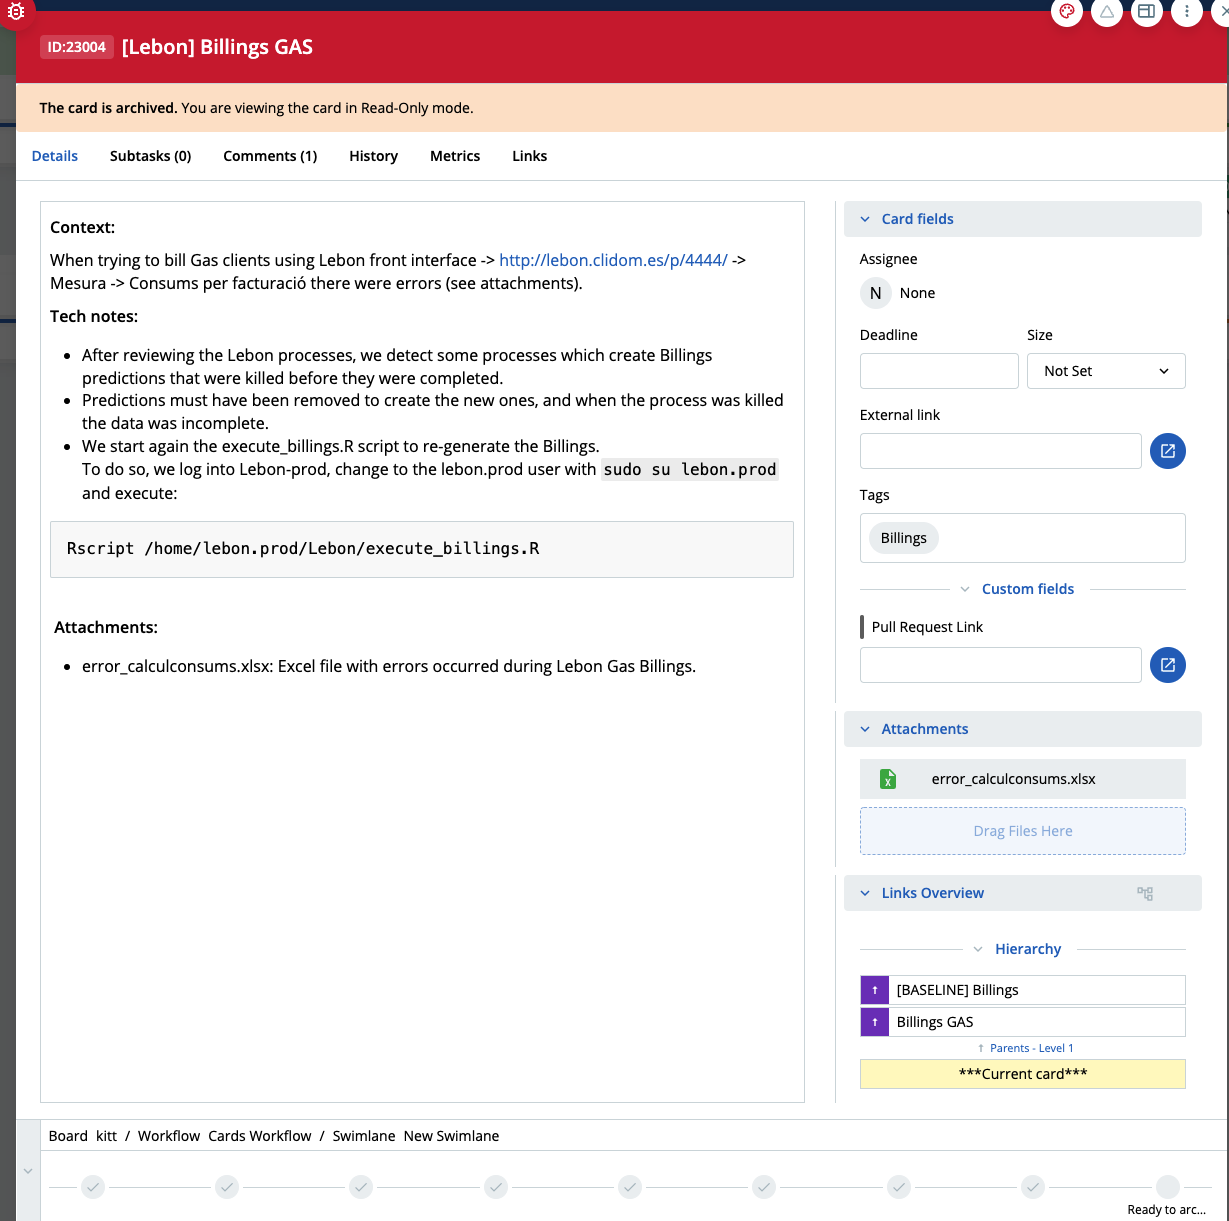 ID:23004 [Lebon] Billings GAS
The card is archived. You are viewing the card in Read-Only mode.
Details Subtasks (0) Comments (1) History Metrics Links
Context:
When trying to bill Gas clients using Lebon front interface -> http://lebon.clidom.es/p/4444/ ->
Mesura -> Consums per facturació there were errors (see attachments).
Tech notes:
• After reviewing the Lebon processes, we detect some processes which create Billings
predictions that were killed before they were completed.
• Predictions must have been removed to create the new ones, and when the process was killed
the data was incomplete.
• We start again the execute_billings.R script to re-generate the Billings.
To do so, we log into Lebon-prod, change to the lebon.prod user with sudo su lebon.prod
and execute:
Rscript /home/lebon.prod/Lebon/execute_billings.R
Attachments:
• error_calculconsums.xlsx: Excel file with errors occurred during Lebon Gas Billings.
Card fields
Assignee
N None
Deadline Size
Not Set
External link
Tags
Billings
Custom fields
Pull Request Link
Attachments
error_calculconsums.xlsx
Drag Files Here
Links Overview
Hierarchy
↑ [BASELINE] Billings
↑ Billings GAS
↑ Parents - Level 1
***Current card***
Board kitt / Workflow Cards Workflow / Swimlane New Swimlane
Ready to arc...